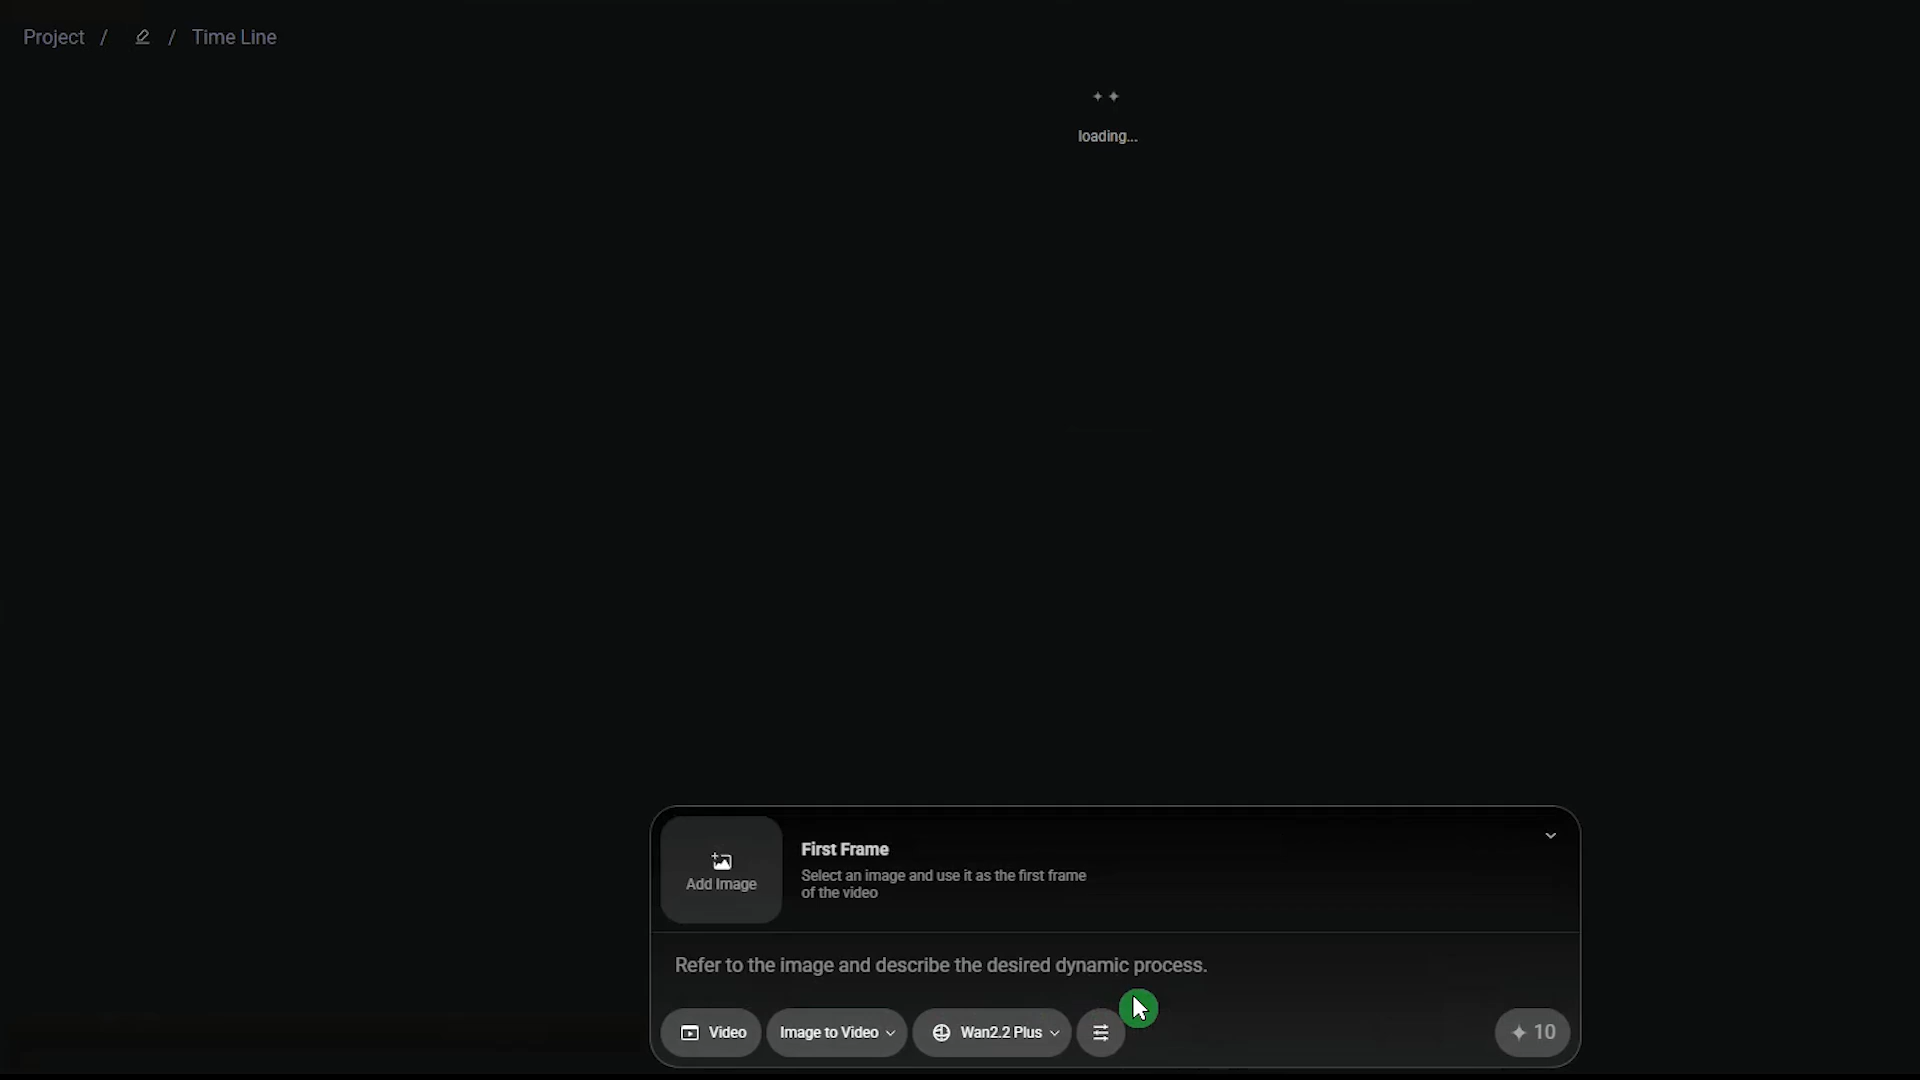 Project / / Time Line
loading...
First Frame
Add Image
Select an image and use it as the first frame
of the video
Refer to the image and describe the desired dynamic process.
Video Image to Video Wan2.2 Plus 10